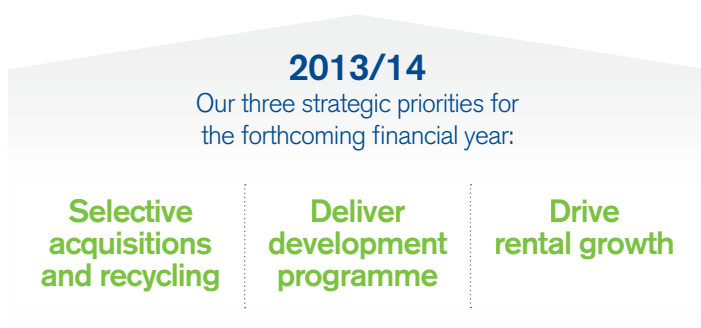 2013/14
Our three strategic priorities for
the forthcoming financial year:
Selective
acquisitions
and recycling
Deliver
development
programme
Drive
rental growth